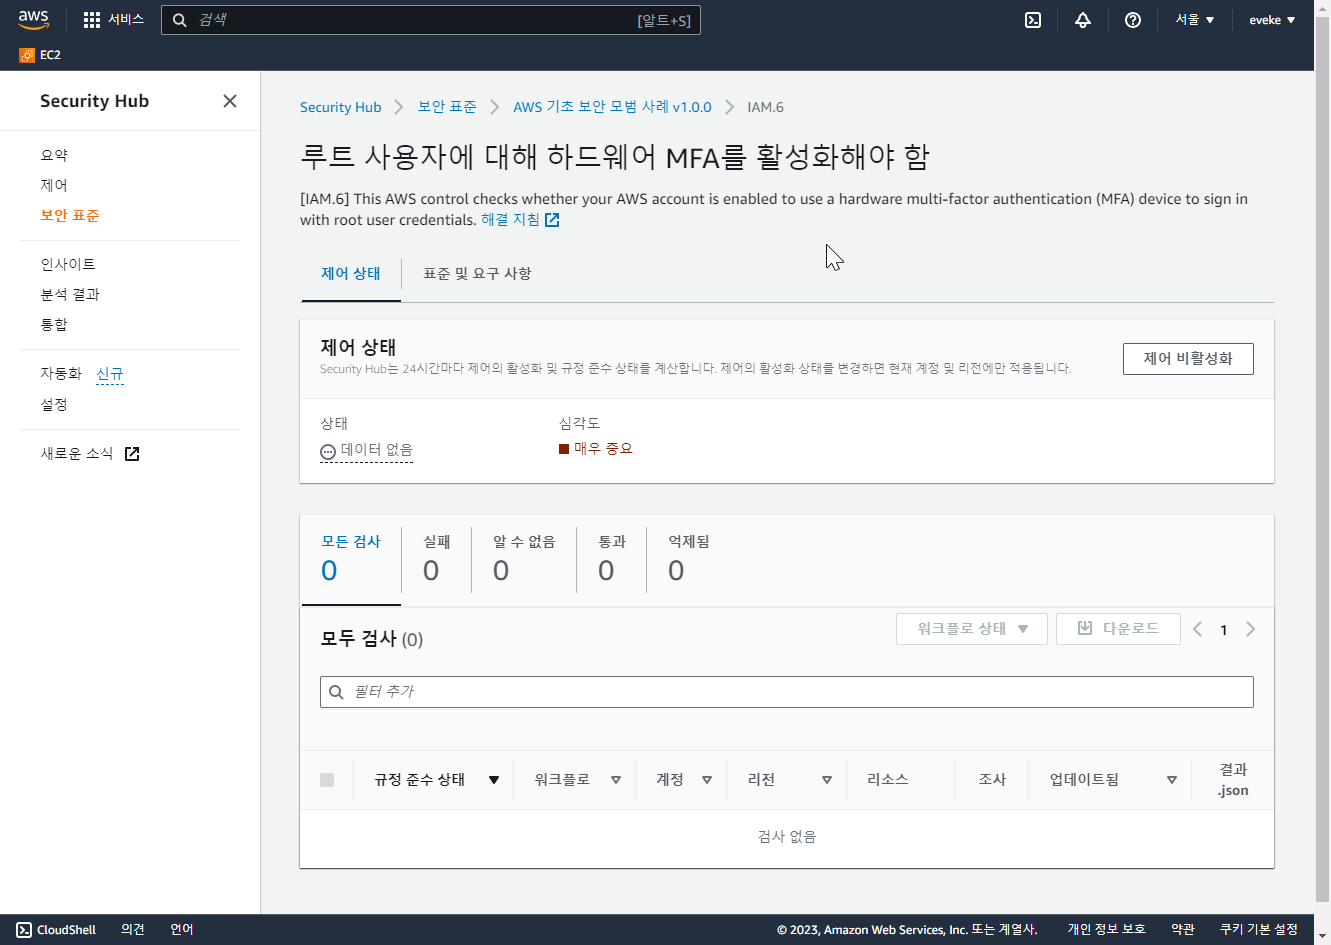 aws
서비스
검색
[알트+S]
서울 ▼
eveke ▼
EC2
Security Hub
요약
제어
보안 표준
인사이트
분석 결과
통합
자동화 신규
설정
새로운 소식
Security Hub
보안 표준
AWS 기초 보안 모범 사례 v1.0.0
IAM.6
루트 사용자에 대해 하드웨어 MFA를 활성화해야 함
[IAM.6] This AWS control checks whether your AWS account is enabled to use a hardware multi-factor authentication (MFA) device to sign in
with root user credentials. 해결 지침
제어 상태
표준 및 요구 사항
제어 상태
Security Hub는 24시간마다 제어의 활성화 및 규정 준수 상태를 계산합니다. 제어의 활성화 상태를 변경하면 현재 계정 및 리전에만 적용됩니다.
제어 비활성화
상태
데이터 없음
심각도
매우 중요
모든 검사
0
실패
0
알 수 없음
0
통과
0
억제됨
0
모두 검사 (0)
워크플로 상태 ▼
다운로드
1
필터 추가
규정 준수 상태
워크플로
계정
리전
리소스
조사
업데이트됨
결과
.json
검사 없음
CloudShell
의견
언어
© 2023, Amazon Web Services, Inc. 또는 계열사.
개인 정보 보호
약관
쿠키 기본 설정